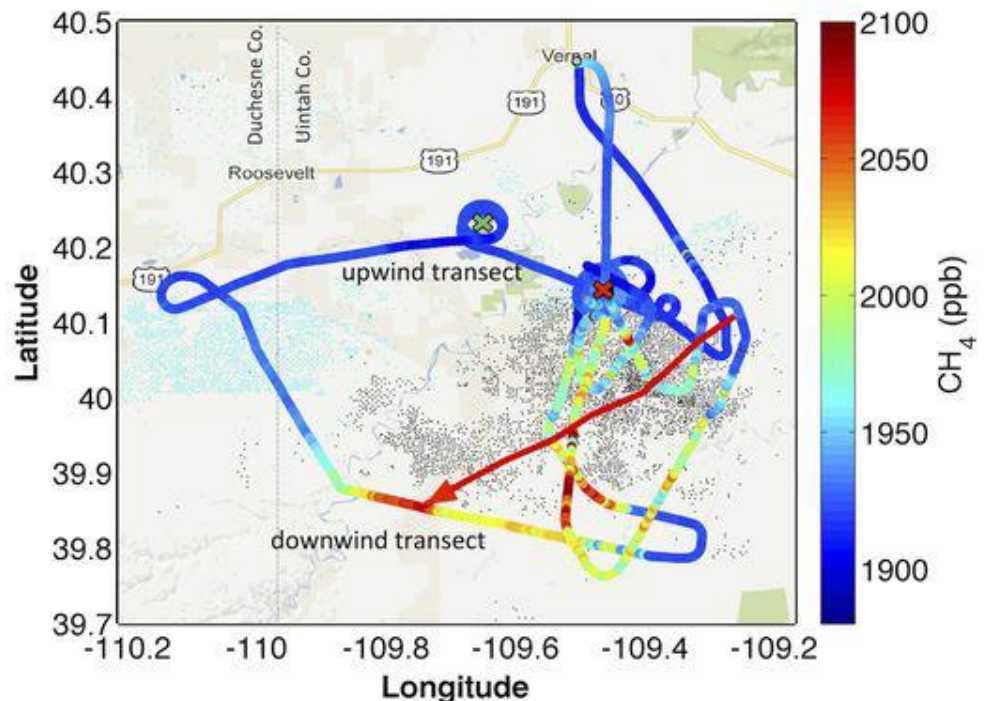 40.5
40.4
40.3
40.2
40.1
40
39.9
39.8
39.7
Latitude
-110.2
-110
-109.8
-109.6
-109.4
-109.2
Longitude
Duchesne Co.
Uintah Co.
Vernal
191
40
191
Roosevelt
191
upwind transect
downwind transect
2100
2050
2000
1950
1900
CH4 (ppb)